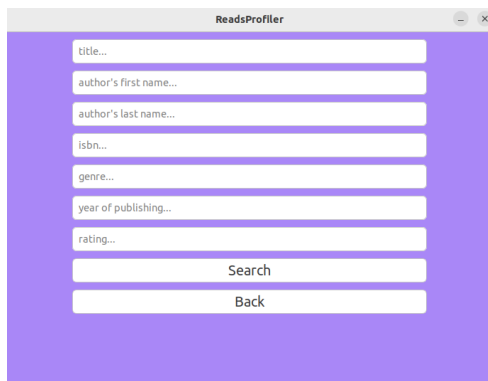 ReadsProfiler
title...
author's first name...
author's last name...
isbn...
genre...
year of publishing...
rating...
Search
Back